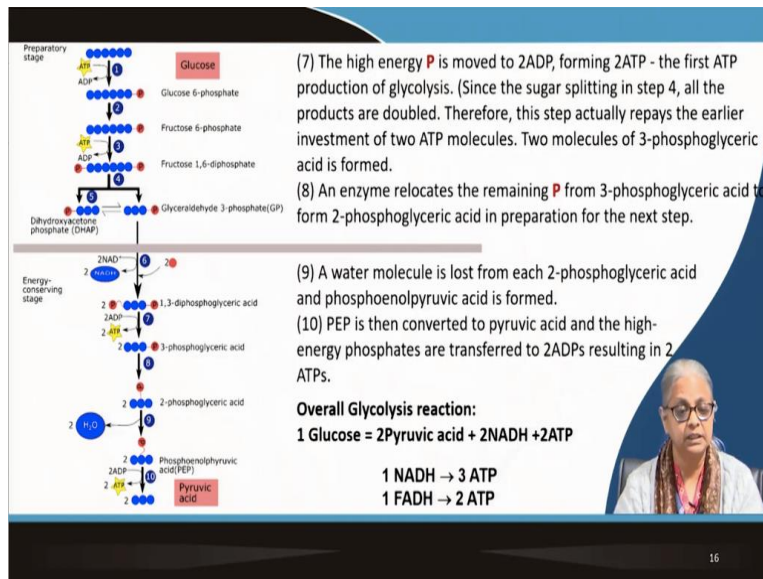 Preparatory
stage
ATP
1
ADP
Glucose
Glucose 6-phosphate
P
2
Fructose 6-phosphate
P
ATP
3
ADP
Fructose 1,6-diphosphate
P
P
4
5
P
P
Glyceraldehyde 3-phosphate(GP)
Dihydroxyacetone
phosphate (DHAP)
2NAD⁺
6
2
2 NADH
Energy-
conserving
stage
2 P
P
1,3-diphosphoglyceric acid
2ADP
7
2 ATP
2
P
3-phosphoglyceric acid
8
2
2-phosphoglyceric acid
2 H₂O
9
2
Phosphoenolphyruvic
acid(PEP)
2ADP
10
2 ATP
Pyruvic
acid
2
(7) The high energy P is moved to 2ADP, forming 2ATP - the first ATP
production of glycolysis. (Since the sugar splitting in step 4, all the
products are doubled. Therefore, this step actually repays the earlier
investment of two ATP molecules. Two molecules of 3-phosphoglyceric
acid is formed.
(8) An enzyme relocates the remaining P from 3-phosphoglyceric acid to
form 2-phosphoglyceric acid in preparation for the next step.
(9) A water molecule is lost from each 2-phosphoglyceric acid
and phosphoenolpyruvic acid is formed.
(10) PEP is then converted to pyruvic acid and the high-
energy phosphates are transferred to 2ADPs resulting in 2
ATPs.
Overall Glycolysis reaction:
1 Glucose = 2Pyruvic acid + 2NADH +2ATP
1 NADH → 3 ATP
1 FADH → 2 ATP
16